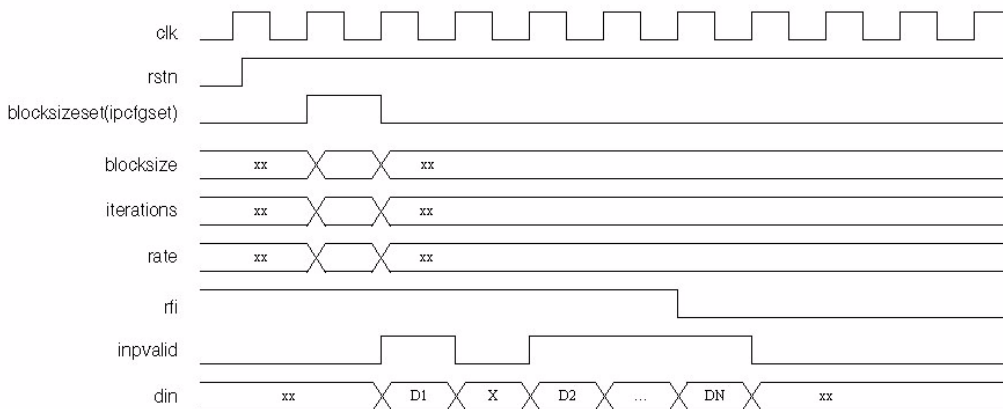 clk
rstn
blocksizeset(ipcfgset)
blocksize xx xx
iterations xx xx
rate xx xx
rfi
inpvalid
din xx D1 X D2 ... DN xx